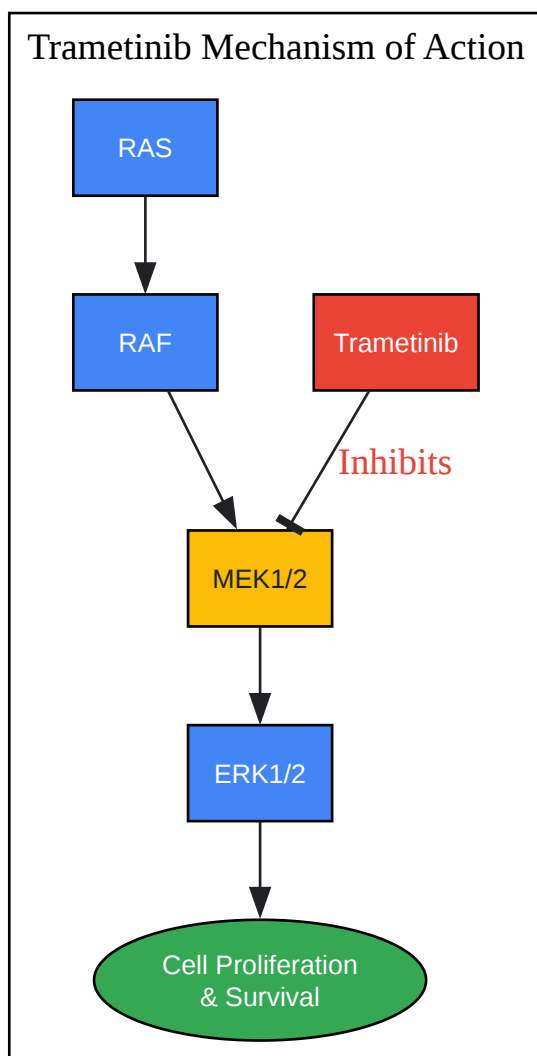 Trametinib Mechanism of Action
RAS
RAF
Trametinib
Inhibits
MEK1/2
ERK1/2
Cell Proliferation
& Survival